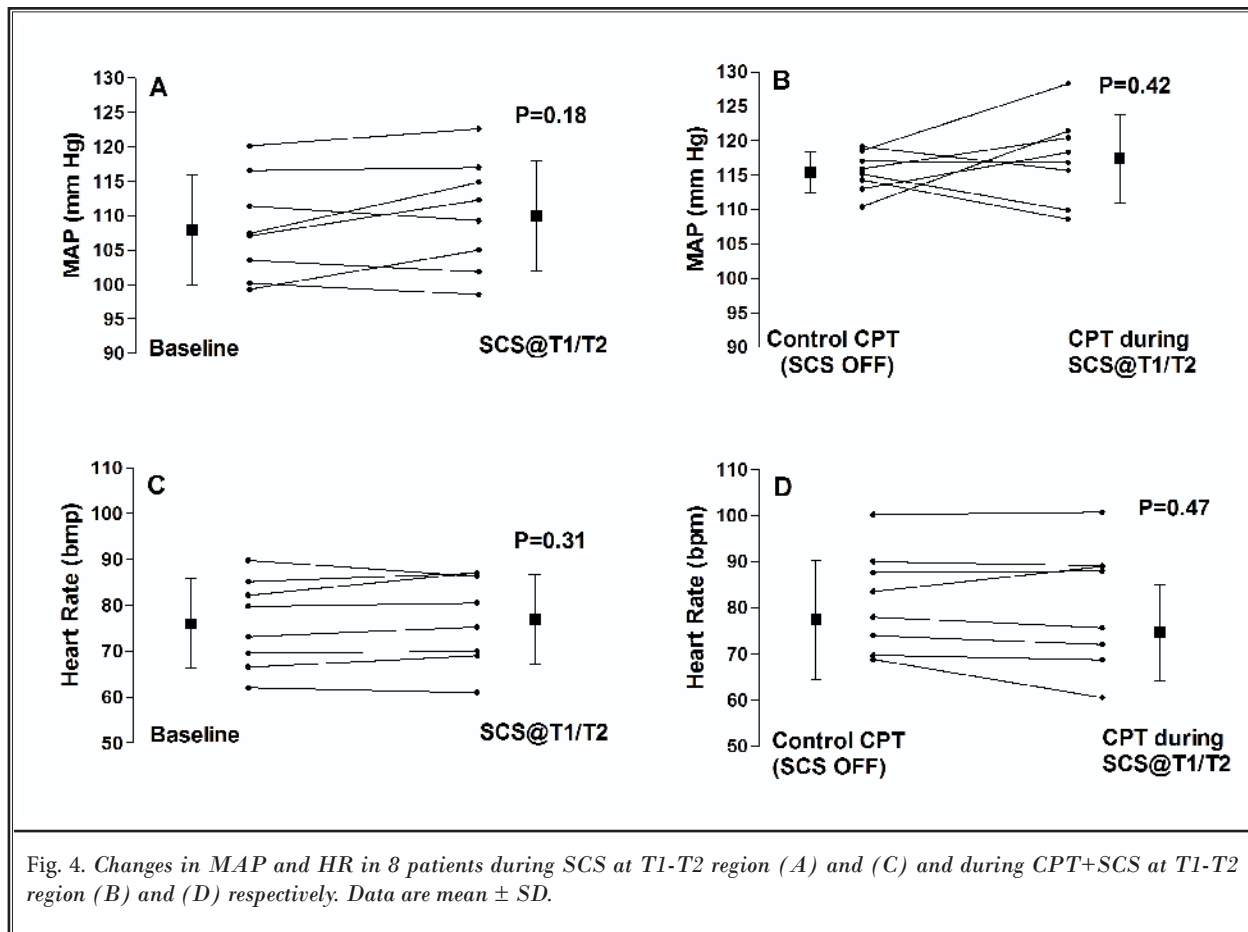 A
MAP (mm Hg)
130
125
120
115
110
105
100
95
90
P=0.18
Baseline
SCS@T1/T2
B
MAP (mm Hg)
130
125
120
115
110
105
100
95
90
P=0.42
Control CPT
(SCS OFF)
CPT during
SCS@T1/T2
C
Heart Rate (bmp)
110
100
90
80
70
60
50
P=0.31
Baseline
SCS@T1/T2
D
Heart Rate (bpm)
110
100
90
80
70
60
50
P=0.47
Control CPT
(SCS OFF)
CPT during
SCS@T1/T2
Fig. 4. Changes in MAP and HR in 8 patients during SCS at T1-T2 region (A) and (C) and during CPT+SCS at T1-T2
region (B) and (D) respectively. Data are mean ± SD.